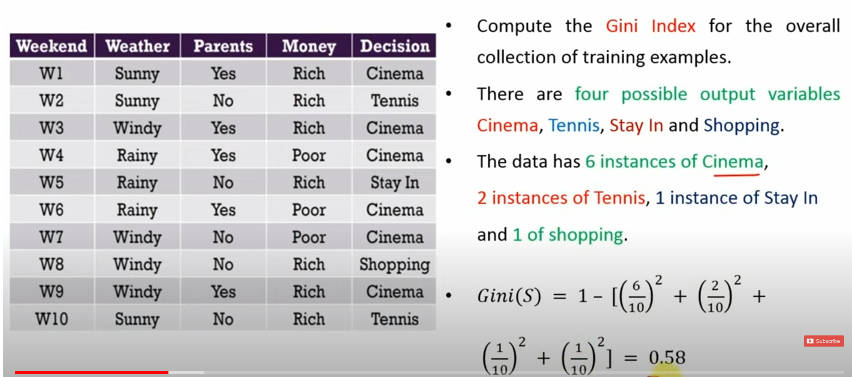 Weekend Weather Parents Money Decision
W1 Sunny Yes Rich Cinema
W2 Sunny No Rich Tennis
W3 Windy Yes Rich Cinema
W4 Rainy Yes Poor Cinema
W5 Rainy No Rich Stay In
W6 Rainy Yes Poor Cinema
W7 Windy No Poor Cinema
W8 Windy No Rich Shopping
W9 Windy Yes Rich Cinema
W10 Sunny No Rich Tennis
• Compute the Gini Index for the overall
collection of training examples.
• There are four possible output variables
Cinema, Tennis, Stay In and Shopping.
• The data has 6 instances of Cinema,
2 instances of Tennis, 1 instance of Stay In
and 1 of shopping.
• Gini(S) = 1 − [(6/10)² + (2/10)² +
(1/10)² + (1/10)²] = 0.58
Subscribe